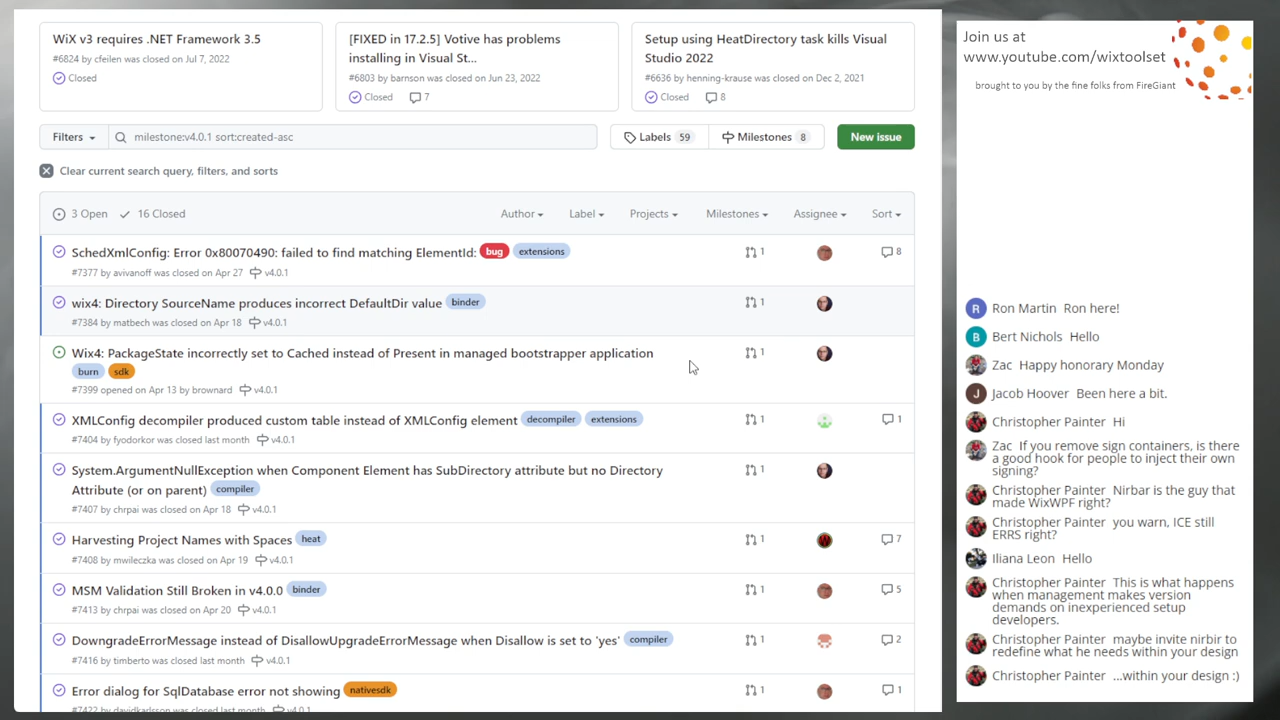 WiX v3 requires .NET Framework 3.5
#6824 by cfeilen was closed on Jul 7, 2022
Closed
[FIXED in 17.2.5] Votive has problems
installing in Visual St...
#6803 by barnson was closed on Jun 23, 2022
Closed 7
Setup using HeatDirectory task kills Visual
Studio 2022
#6636 by henning-krause was closed on Dec 2, 2021
Closed 8
Filters milestone:v4.0.1 sort:created-asc Labels 59 Milestones 8 New issue
Clear current search query, filters, and sorts
3 Open 16 Closed Author Label Projects Milestones Assignee Sort
SchedXmlConfig: Error 0x80070490: failed to find matching ElementId: bug extensions 1 8
#7377 by avivanoff was closed on Apr 27 v4.0.1
wix4: Directory SourceName produces incorrect DefaultDir value binder 1
#7384 by matbech was closed on Apr 18 v4.0.1
Wix4: PackageState incorrectly set to Cached instead of Present in managed bootstrapper application 1
burn sdk
#7399 opened on Apr 13 by brownard v4.0.1
XMLConfig decompiler produced custom table instead of XMLConfig element decompiler extensions 1 1
#7404 by fyodorkor was closed last month v4.0.1
System.ArgumentNullException when Component Element has SubDirectory attribute but no Directory 1
Attribute (or on parent) compiler
#7407 by chrpai was closed on Apr 18 v4.0.1
Harvesting Project Names with Spaces heat 1 7
#7408 by mwileczka was closed on Apr 19 v4.0.1
MSM Validation Still Broken in v4.0.0 binder 1 5
#7413 by chrpai was closed on Apr 20 v4.0.1
DowngradeErrorMessage instead of DisallowUpgradeErrorMessage when Disallow is set to 'yes' compiler 1 2
#7416 by timberto was closed last month v4.0.1
Error dialog for SqlDatabase error not showing nativesdk 1 1
#7422 by davidkarlsson was closed last month v4.0.1
Join us at
www.youtube.com/wixtoolset
brought to you by the fine folks from FireGiant
R Ron Martin Ron here!
B Bert Nichols Hello
Zac Happy honorary Monday
J Jacob Hoover Been here a bit.
Christopher Painter Hi
Zac If you remove sign containers, is there
a good hook for people to inject their own
signing?
Christopher Painter Nirbar is the guy that
made WixWPF right?
Christopher Painter you warn, ICE still
ERRS right?
Iliana Leon Hello
Christopher Painter This is what happens
when management makes version
demands on inexperienced setup
developers.
Christopher Painter maybe invite nirbir to
redefine what he needs within your design
Christopher Painter ...within your design :)